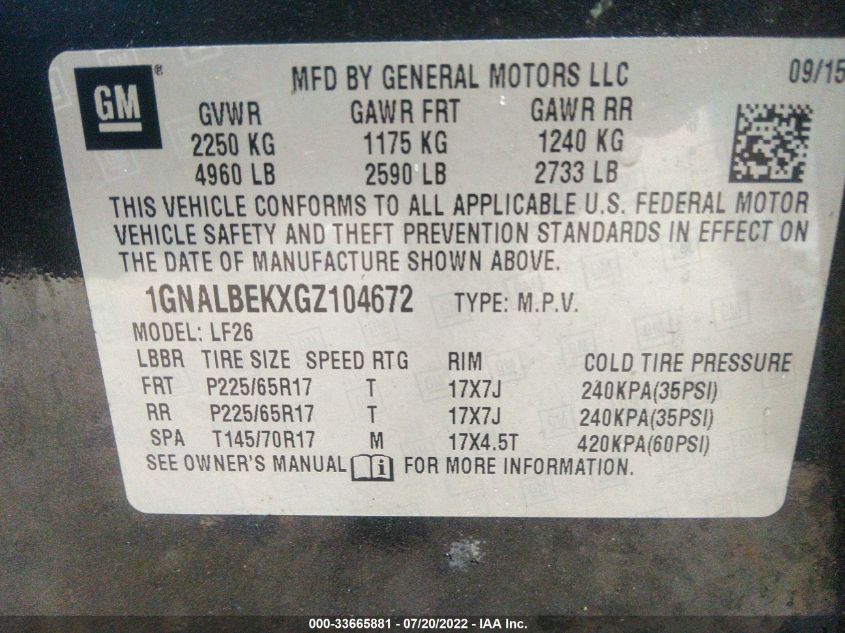 GM ® MFD BY GENERAL MOTORS LLC 09/15
GVWR GAWR FRT GAWR RR
2250 KG 1175 KG 1240 KG
4960 LB 2590 LB 2733 LB
THIS VEHICLE CONFORMS TO ALL APPLICABLE U.S. FEDERAL MOTOR
VEHICLE SAFETY AND THEFT PREVENTION STANDARDS IN EFFECT ON
THE DATE OF MANUFACTURE SHOWN ABOVE.
1GNALBEKXGZ104672 TYPE: M.P.V.
MODEL: LF26
LBBR TIRE SIZE SPEED RTG RIM COLD TIRE PRESSURE
FRT P225/65R17 T 17X7J 240KPA(35PSI)
RR P225/65R17 T 17X7J 240KPA(35PSI)
SPA T145/70R17 M 17X4.5T 420KPA(60PSI)
SEE OWNER'S MANUAL i FOR MORE INFORMATION.
000-33665881 - 07/20/2022 - IAA Inc.